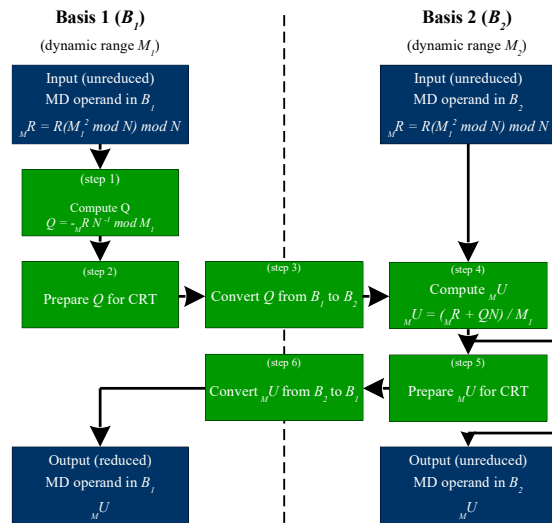 Basis 1 (B1)
(dynamic range M1)
Basis 2 (B2)
(dynamic range M2)
Input (unreduced)
MD operand in B1
MR = R(M1^2 mod N) mod N
Input (unreduced)
MD operand in B2
MR = R(M1^2 mod N) mod N
(step 1)
Compute Q
Q = -MR N^-1 mod M1
(step 2)
Prepare Q for CRT
(step 3)
Convert Q from B1 to B2
(step 4)
Compute MU
MU = (MR + QN) / M1
(step 6)
Convert MU from B2 to B1
(step 5)
Prepare MU for CRT
Output (reduced)
MD operand in B1
MU
Output (unreduced)
MD operand in B2
MU